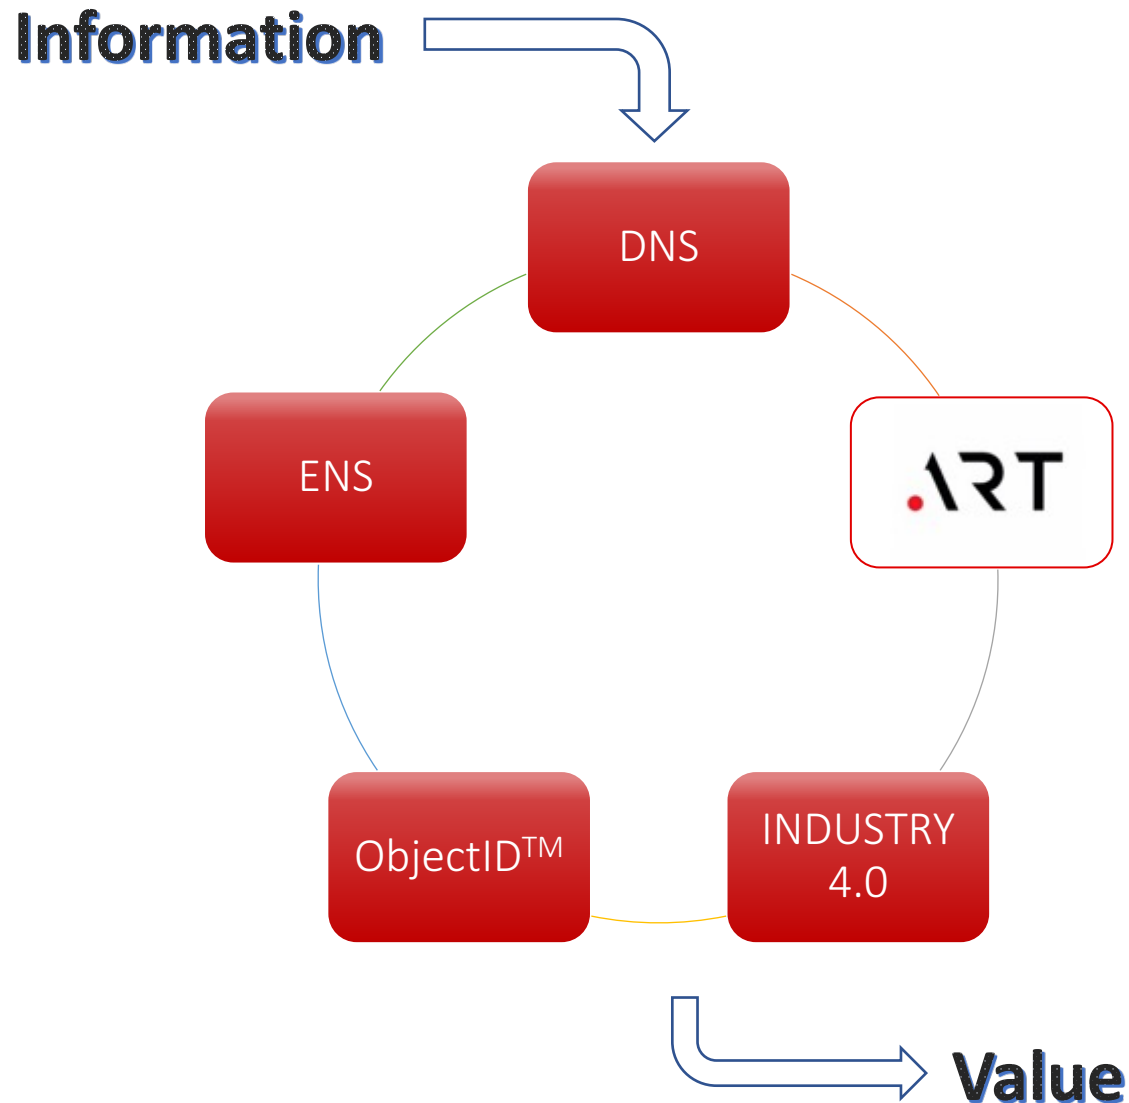 Information
DNS
ENS
.ART
INDUSTRY
4.0
ObjectID™
Value